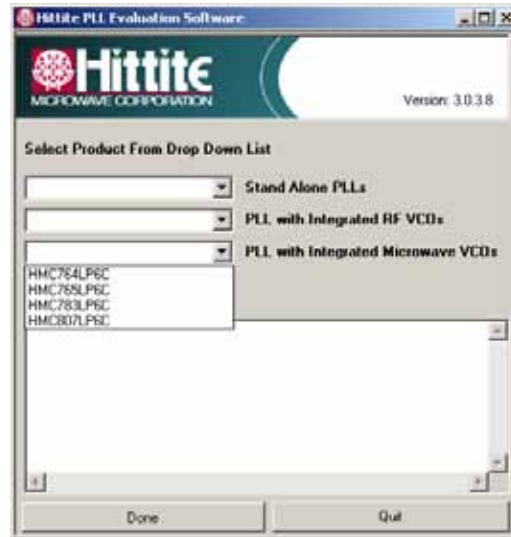 Hittite PLL Evaluation Software
Hittite
MICROWAVE CORPORATION
Version: 3.0.3.8
Select Product From Drop Down List
Stand Alone PLLs
PLL with Integrated RF VCOs
PLL with Integrated Microwave VCOs
HMC764LP6C
HMC765LP6C
HMC783LP6C
HMC807LP6C
Done
Quit